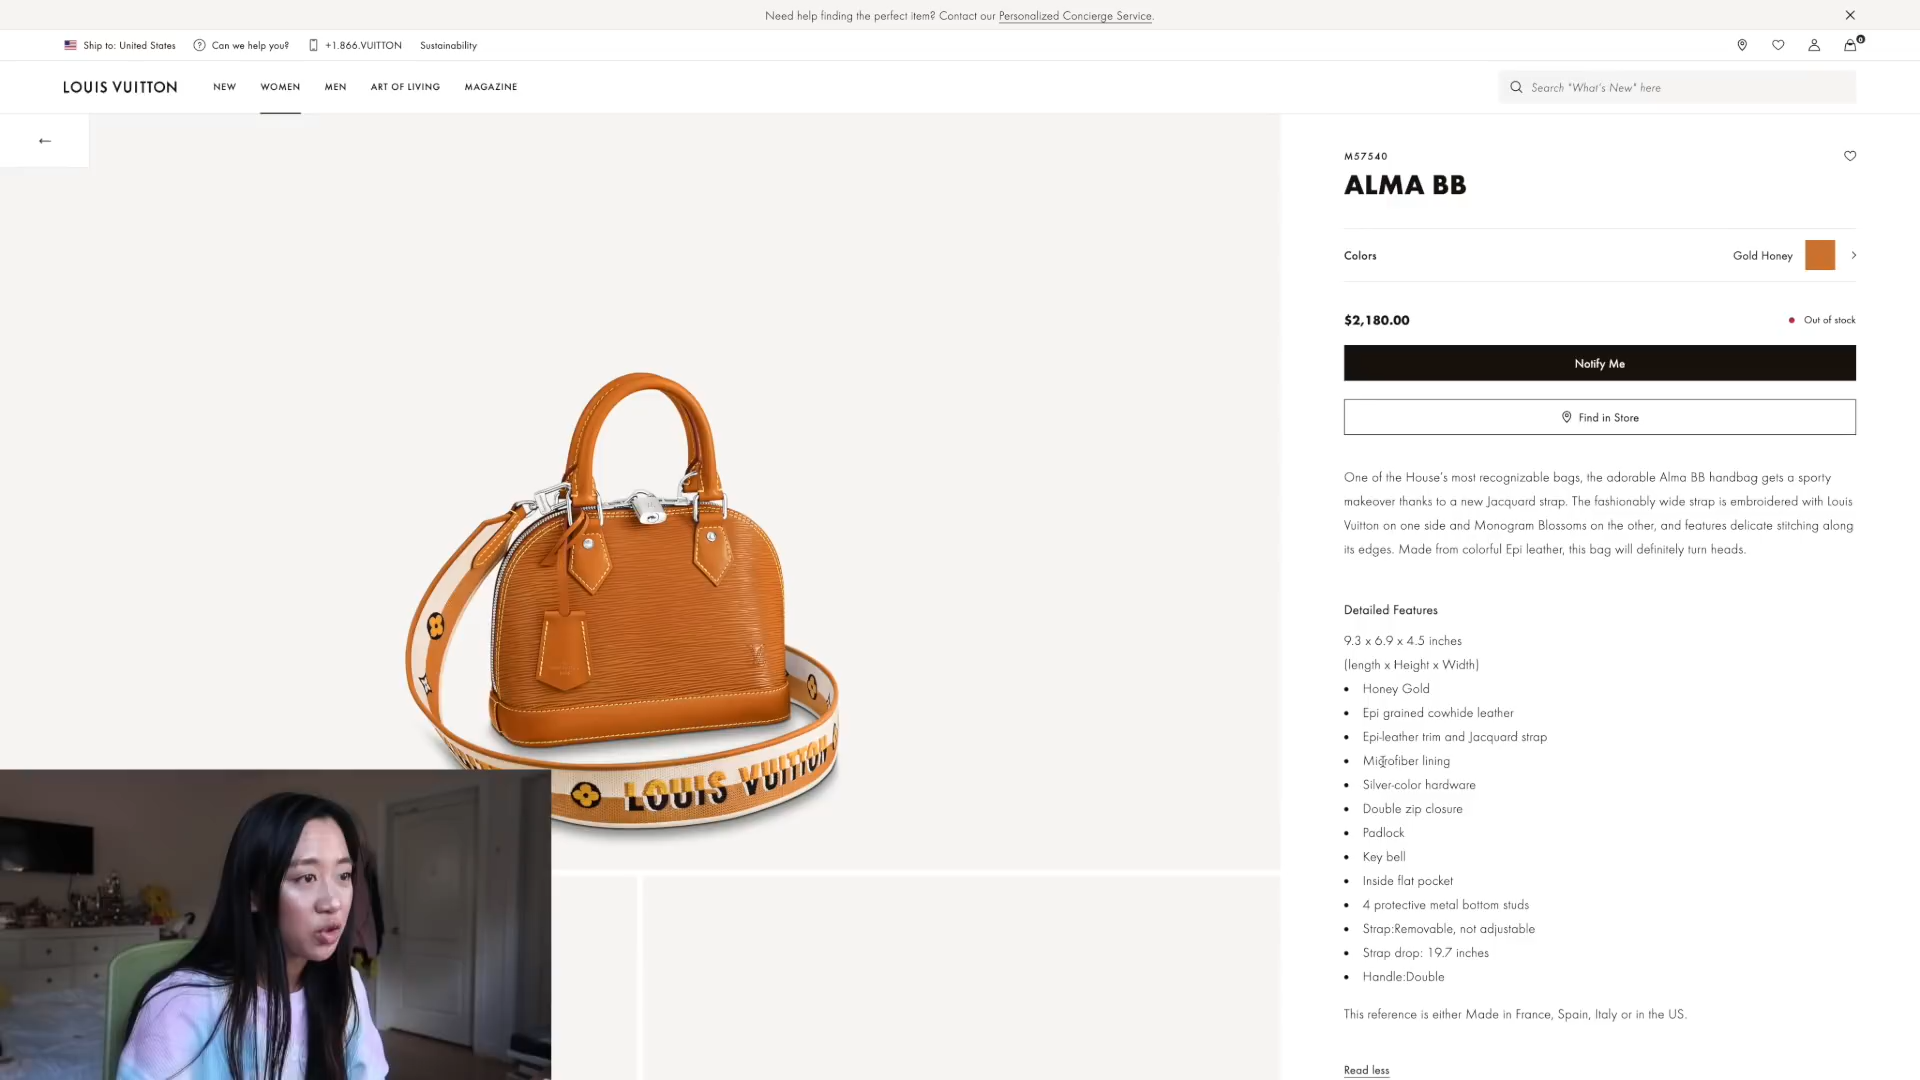 Need help finding the perfect item? Contact our Personalized Concierge Service.
Ship to: United States
Can we help you?
+1.866.VUITTON
Sustainability
0
LOUIS VUITTON
NEW
WOMEN
MEN
ART OF LIVING
MAGAZINE
Search "What's New" here
M57540
ALMA BB
Colors
Gold Honey
$2,180.00
Out of stock
Notify Me
Find in Store
One of the House's most recognizable bags, the adorable Alma BB handbag gets a sporty
makeover thanks to a new Jacquard strap. The fashionably wide strap is embroidered with Louis
Vuitton on one side and Monogram Blossoms on the other, and features delicate stitching along
its edges. Made from colorful Epi leather, this bag will definitely turn heads.
Detailed Features
9.3 x 6.9 x 4.5 inches
(length x Height x Width)
Honey Gold
Epi grained cowhide leather
Epi-leather trim and Jacquard strap
Microfiber lining
Silver-color hardware
Double zip closure
Padlock
Key bell
Inside flat pocket
4 protective metal bottom studs
Strap:Removable, not adjustable
Strap drop: 19.7 inches
Handle:Double
This reference is either Made in France, Spain, Italy or in the US.
Read less
LOUIS VUITTON